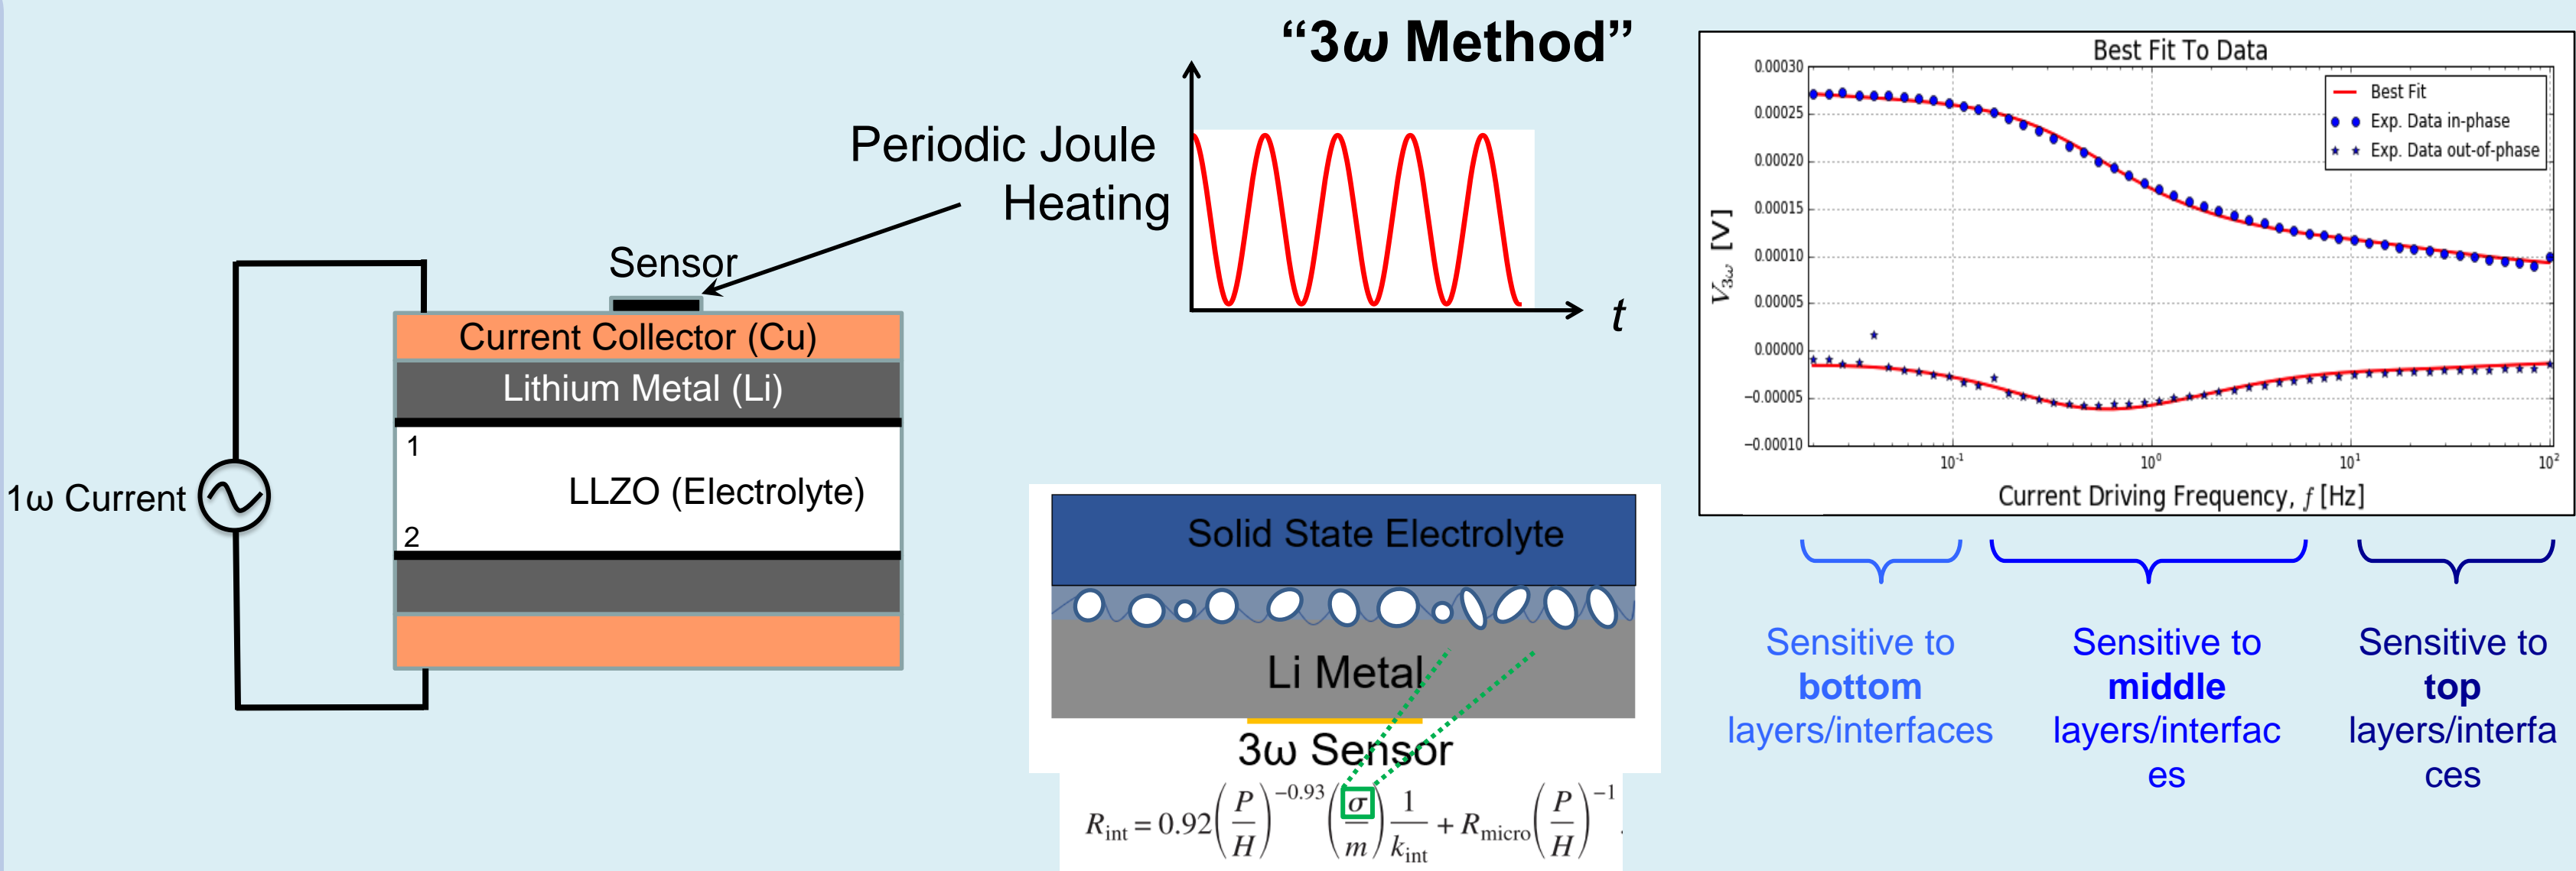 “3ω Method”
Periodic Joule
Heating
t
Sensor
Current Collector (Cu)
Lithium Metal (Li)
1
LLZO (Electrolyte)
2
1ω Current
Solid State Electrolyte
Li Metal
3ω Sensor
R_int = 0.92(P/H)^−0.93 (σ/m) 1/k_int + R_micro(P/H)^−1.
Best Fit To Data
Best Fit
Exp. Data in-phase
Exp. Data out-of-phase
V_3ω [V]
0.00030
0.00025
0.00020
0.00015
0.00010
0.00005
0.00000
−0.00005
−0.00010
10^-1 10^0 10^1 10^2
Current Driving Frequency, f [Hz]
Sensitive to
bottom
layers/interfaces
Sensitive to
middle
layers/interfac
es
Sensitive to
top
layers/interfa
ces